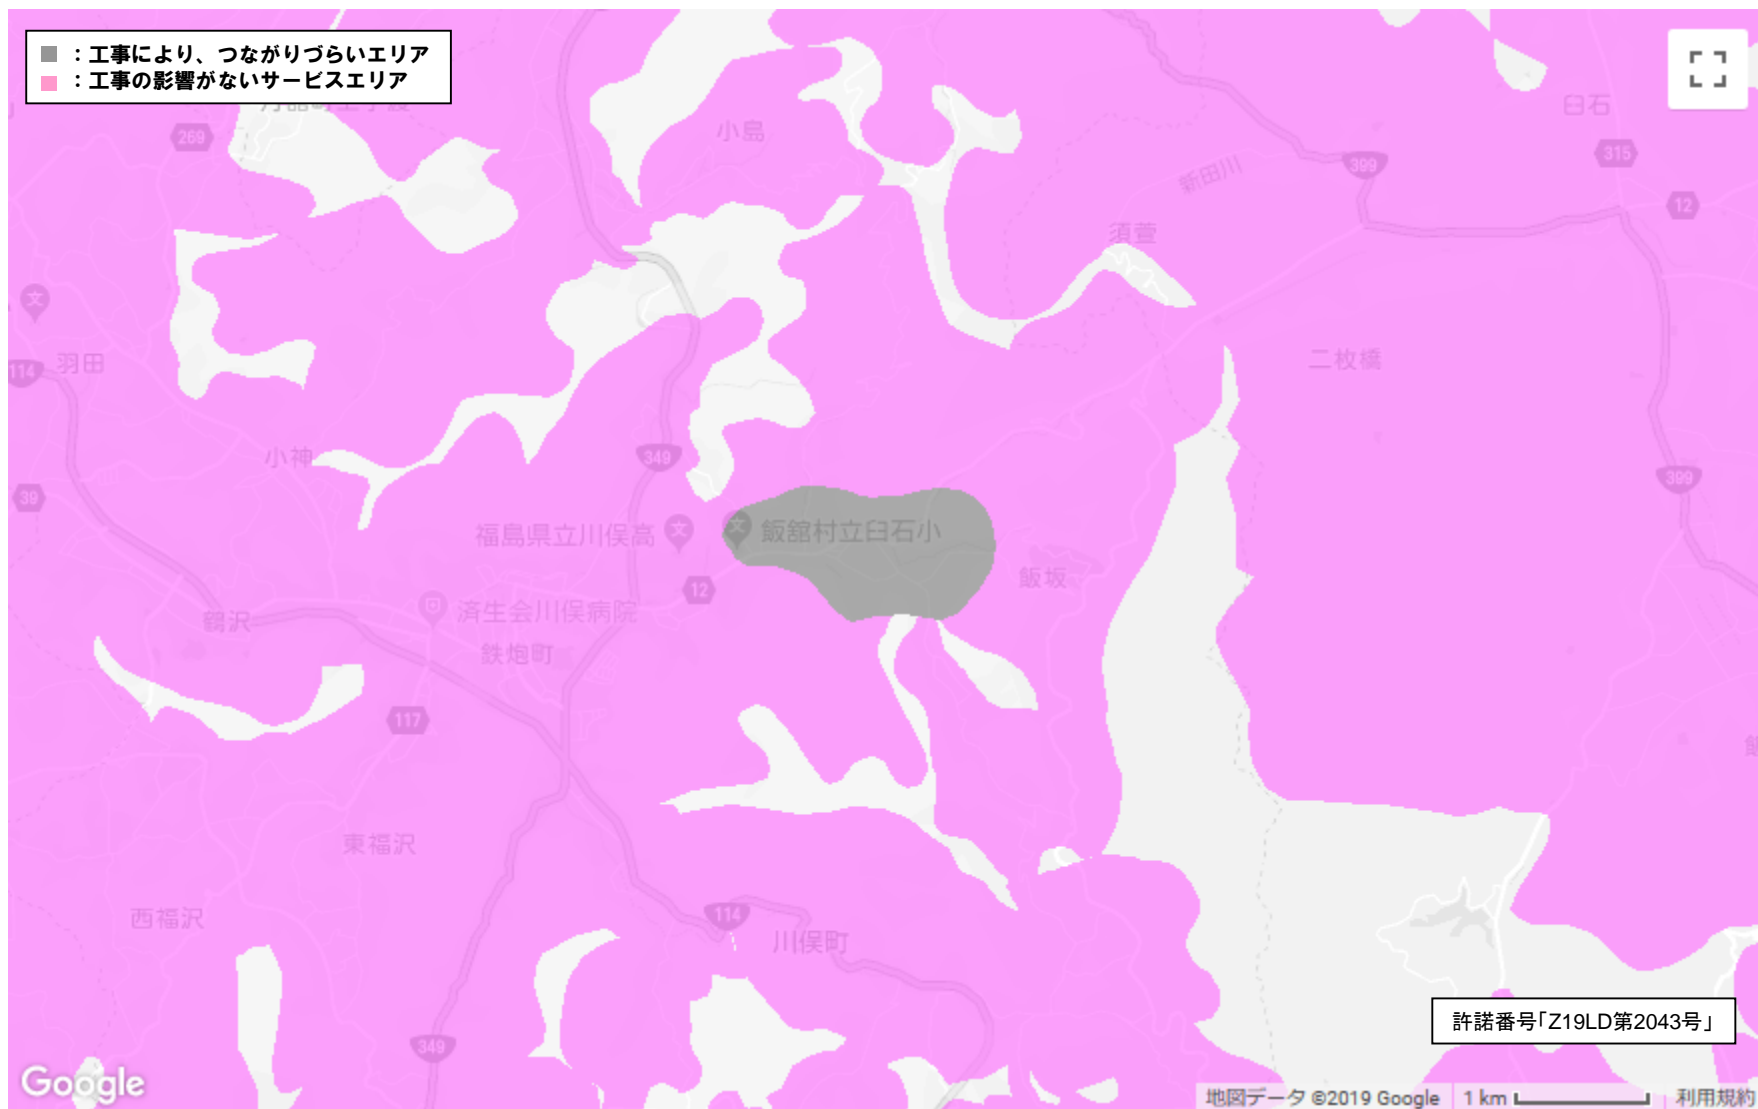 ：工事により、つながりづらいエリア
：工事の影響がないサービスエリア
小島
臼石
269
399
315
新田川
12
須萱
羽田
114
二枚橋
小神
349
399
39
福島県立川俣高
飯舘村立臼石小
飯坂
12
済生会川俣病院
鶴沢
鉄炮町
117
東福沢
西福沢
114
川俣町
許諾番号｢Z19LD第2043号｣
349
Google
地図データ ©2019 Google
1 km
利用規約